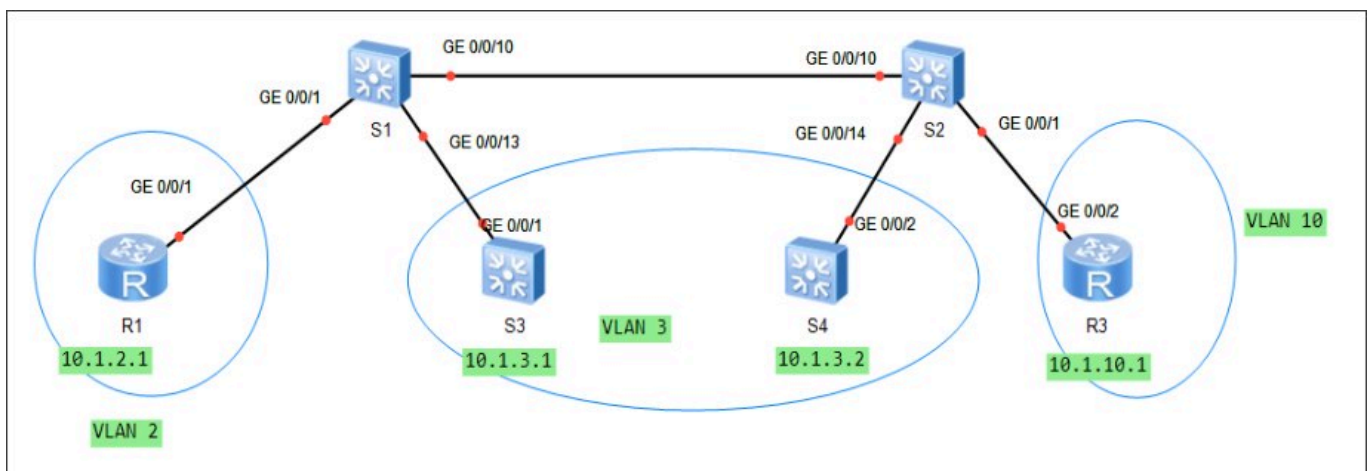 GE 0/0/10
GE 0/0/10
GE 0/0/1
S1
S2
GE 0/0/13
GE 0/0/14
GE 0/0/1
GE 0/0/1
GE 0/0/1
GE 0/0/2
GE 0/0/2
VLAN 10
R
R
R1
S3
VLAN 3
S4
R3
10.1.2.1
10.1.3.1
10.1.3.2
10.1.10.1
VLAN 2